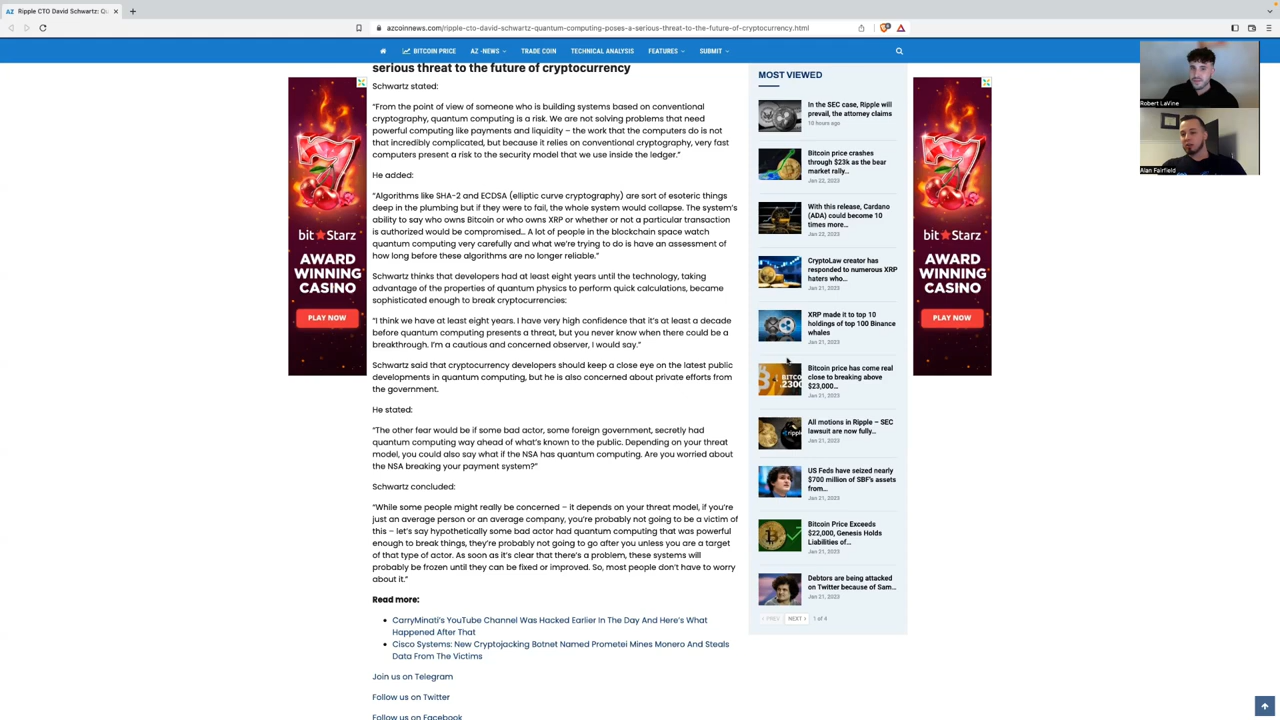 Ripple CTO David Schwartz: Qu
azcoinnews.com/ripple-cto-david-schwartz-quantum-computing-poses-a-serious-threat-to-the-future-of-cryptocurrency.html
BITCOIN PRICE
AZ -NEWS
TRADE COIN
TECHNICAL ANALYSIS
FEATURES
SUBMIT
serious threat to the future of cryptocurrency
Schwartz stated:
“From the point of view of someone who is building systems based on conventional
cryptography, quantum computing is a risk. We are not solving problems that need
powerful computing like payments and liquidity – the work that the computers do is not
that incredibly complicated, but because it relies on conventional cryptography, very fast
computers present a risk to the security model that we use inside the ledger.”
He added:
“Algorithms like SHA-2 and ECDSA (elliptic curve cryptography) are sort of esoteric things
deep in the plumbing but if they were to fail, the whole system would collapse. The system’s
ability to say who owns Bitcoin or who owns XRP or whether or not a particular transaction
is authorized would be compromised… A lot of people in the blockchain space watch
quantum computing very carefully and what we’re trying to do is have an assessment of
how long before these algorithms are no longer reliable.”
Schwartz thinks that developers had at least eight years until the technology, taking
advantage of the properties of quantum physics to perform quick calculations, became
sophisticated enough to break cryptocurrencies:
“I think we have at least eight years. I have very high confidence that it’s at least a decade
before quantum computing presents a threat, but you never know when there could be a
breakthrough. I’m a cautious and concerned observer, I would say.”
Schwartz said that cryptocurrency developers should keep a close eye on the latest public
developments in quantum computing, but he is also concerned about private efforts from
the government.
He stated:
“The other fear would be if some bad actor, some foreign government, secretly had
quantum computing way ahead of what’s known to the public. Depending on your threat
model, you could also say what if the NSA has quantum computing. Are you worried about
the NSA breaking your payment system?”
Schwartz concluded:
“While some people might really be concerned – it depends on your threat model, if you’re
just an average person or an average company, you’re probably not going to be a victim of
this – let’s say hypothetically some bad actor had quantum computing that was powerful
enough to break things, they’re probably not going to go after you unless you are a target
of that type of actor. As soon as it’s clear that there’s a problem, these systems will
probably be frozen until they can be fixed or improved. So, most people don’t have to worry
about it.”
Read more:
CarryMinati’s YouTube Channel Was Hacked Earlier In The Day And Here’s What
Happened After That
Cisco Systems: New Cryptojacking Botnet Named Prometei Mines Monero And Steals
Data From The Victims
Join us on Telegram
Follow us on Twitter
Follow us on Facebook
bit★Starz
AWARD
WINNING
CASINO
PLAY NOW
MOST VIEWED
In the SEC case, Ripple will
prevail, the attorney claims
10 hours ago
Bitcoin price crashes
through $23k as the bear
market rally…
Jan 22, 2023
With this release, Cardano
(ADA) could become 10
times more…
Jan 22, 2023
CryptoLaw creator has
responded to numerous XRP
haters who…
Jan 21, 2023
XRP made it to top 10
holdings of top 100 Binance
whales
Jan 21, 2023
Bitcoin price has come real
close to breaking above
$23,000…
Jan 21, 2023
All motions in Ripple – SEC
lawsuit are now fully…
Jan 21, 2023
US Feds have seized nearly
$700 million of SBF’s assets
from…
Jan 21, 2023
Bitcoin Price Exceeds
$22,000, Genesis Holds
Liabilities of…
Jan 21, 2023
Debtors are being attacked
on Twitter because of Sam…
Jan 21, 2023
PREV
NEXT
1 of 4
bit★Starz
AWARD
WINNING
CASINO
PLAY NOW
Robert LaVine
Alan Fairfield